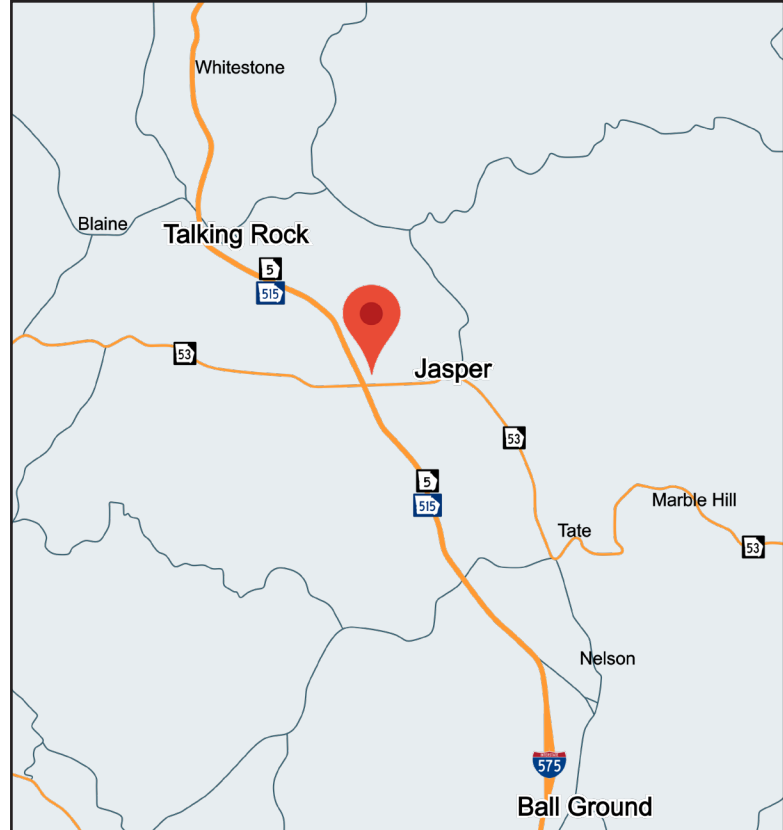 Whitestone
Blaine
Talking Rock
5
515
53
Jasper
53
5
515
Marble Hill
Tate
53
Nelson
575
Ball Ground